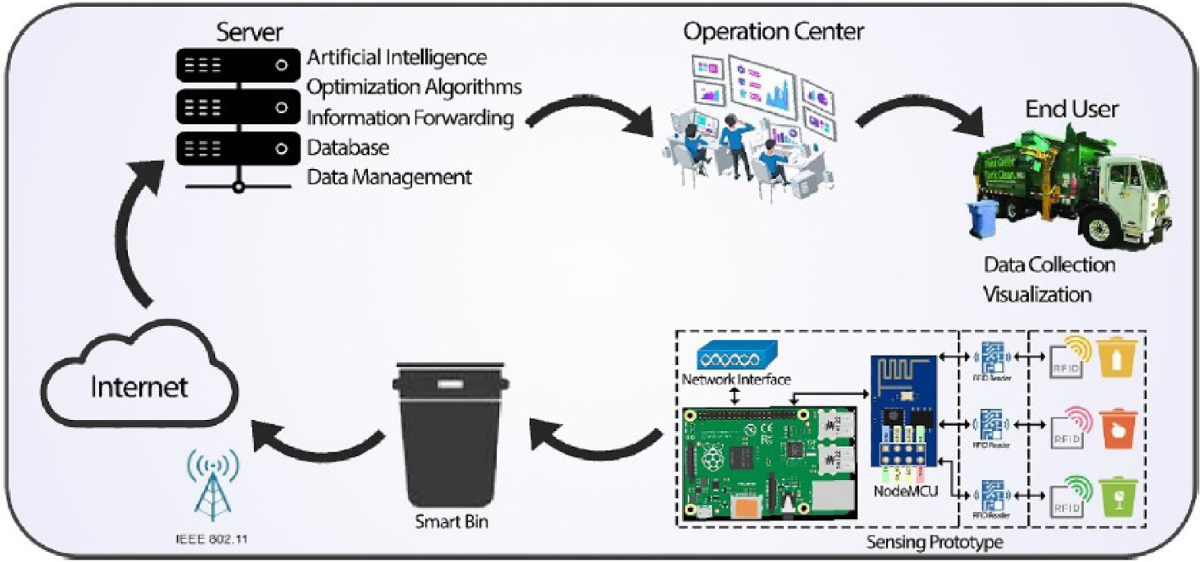 Server
Artificial Intelligence
Optimization Algorithms
Information Forwarding
Database
Data Management
Operation Center
End User
Data Collection
Visualization
Internet
IEEE 802.11
Smart Bin
Network Interface
NodeMCU
RFID Reader
RFID
RFID Reader
RFID
RFID Reader
RFID
Sensing Prototype